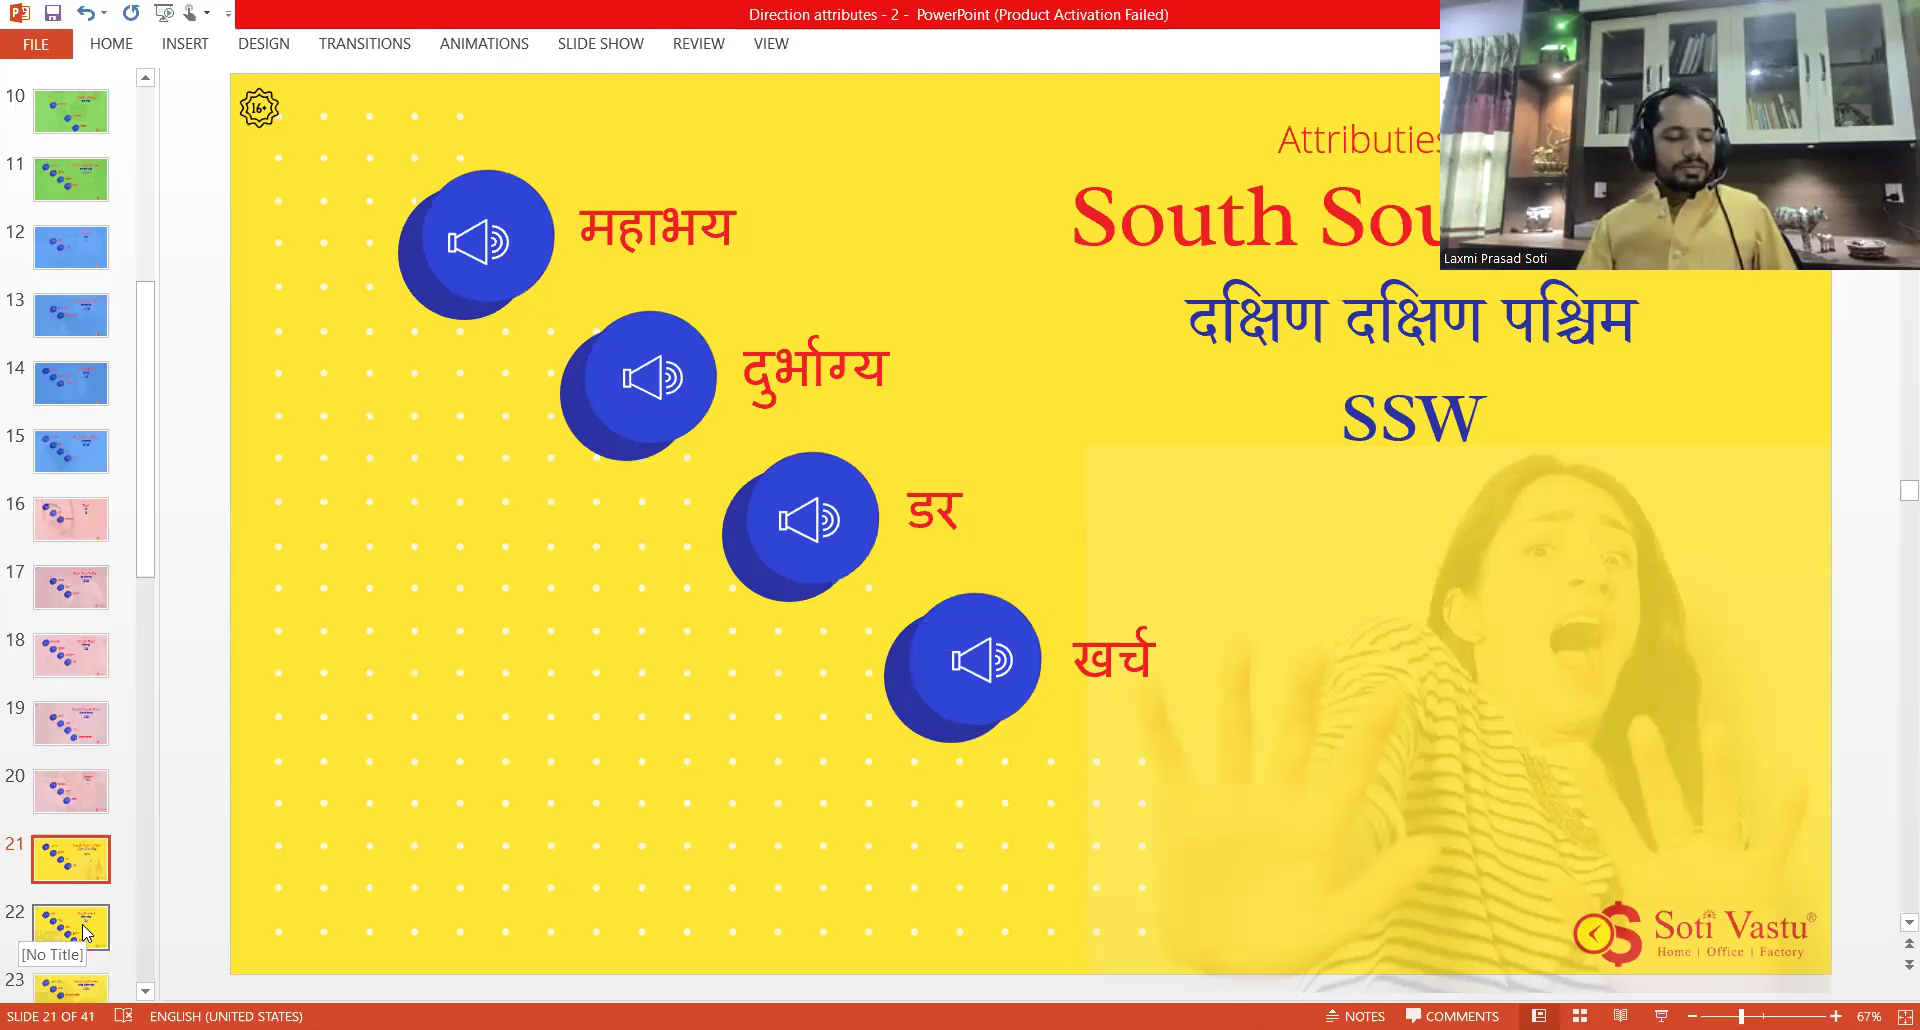 Direction attributes - 2 - PowerPoint (Product Activation Failed)
FILE HOME INSERT DESIGN TRANSITIONS ANIMATIONS SLIDE SHOW REVIEW VIEW
Laxmi Prasad Soti
10
11
12
13
14
15
16
17
18
19
20
21
22
[No Title]
23
16+
Attributies
South Sou
दक्षिण दक्षिण पश्चिम
SSW
महाभय
दुर्भाग्य
डर
खर्च
Soti Vastu®
Home | Office | Factory
SLIDE 21 OF 41 ENGLISH (UNITED STATES) NOTES COMMENTS 67%